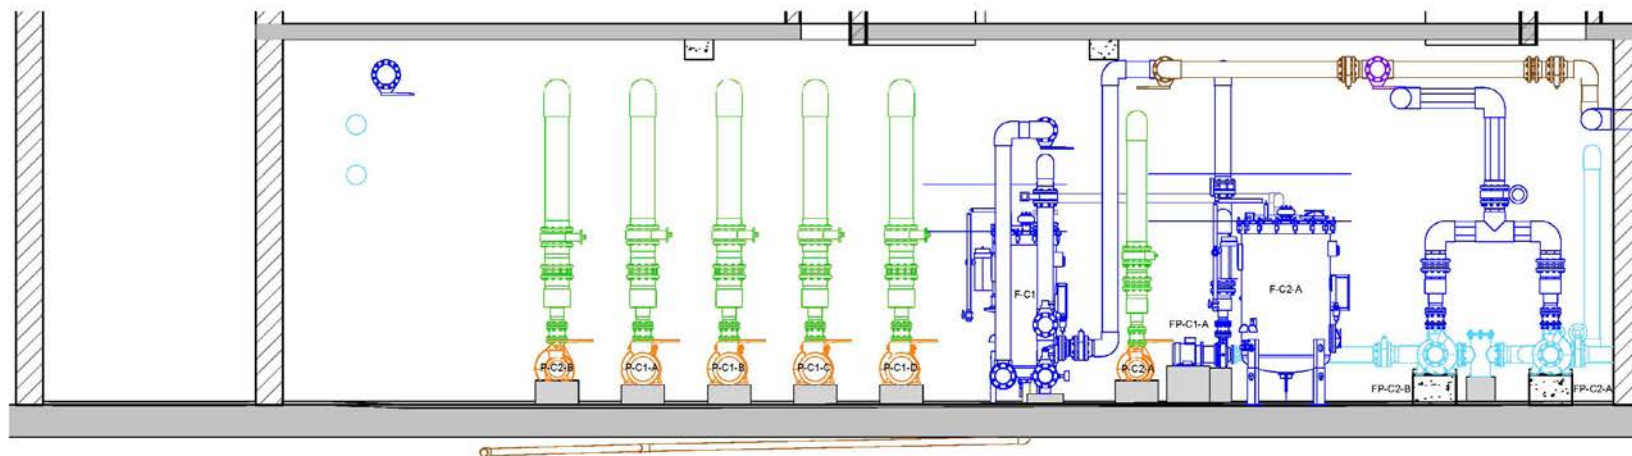 F-C1
F-C2-A
FP-C1-A
P-C2-B
P-C1-A
P-C1-B
P-C1-C
P-C1-D
P-C2-A
FP-C2-B
FP-C2-A